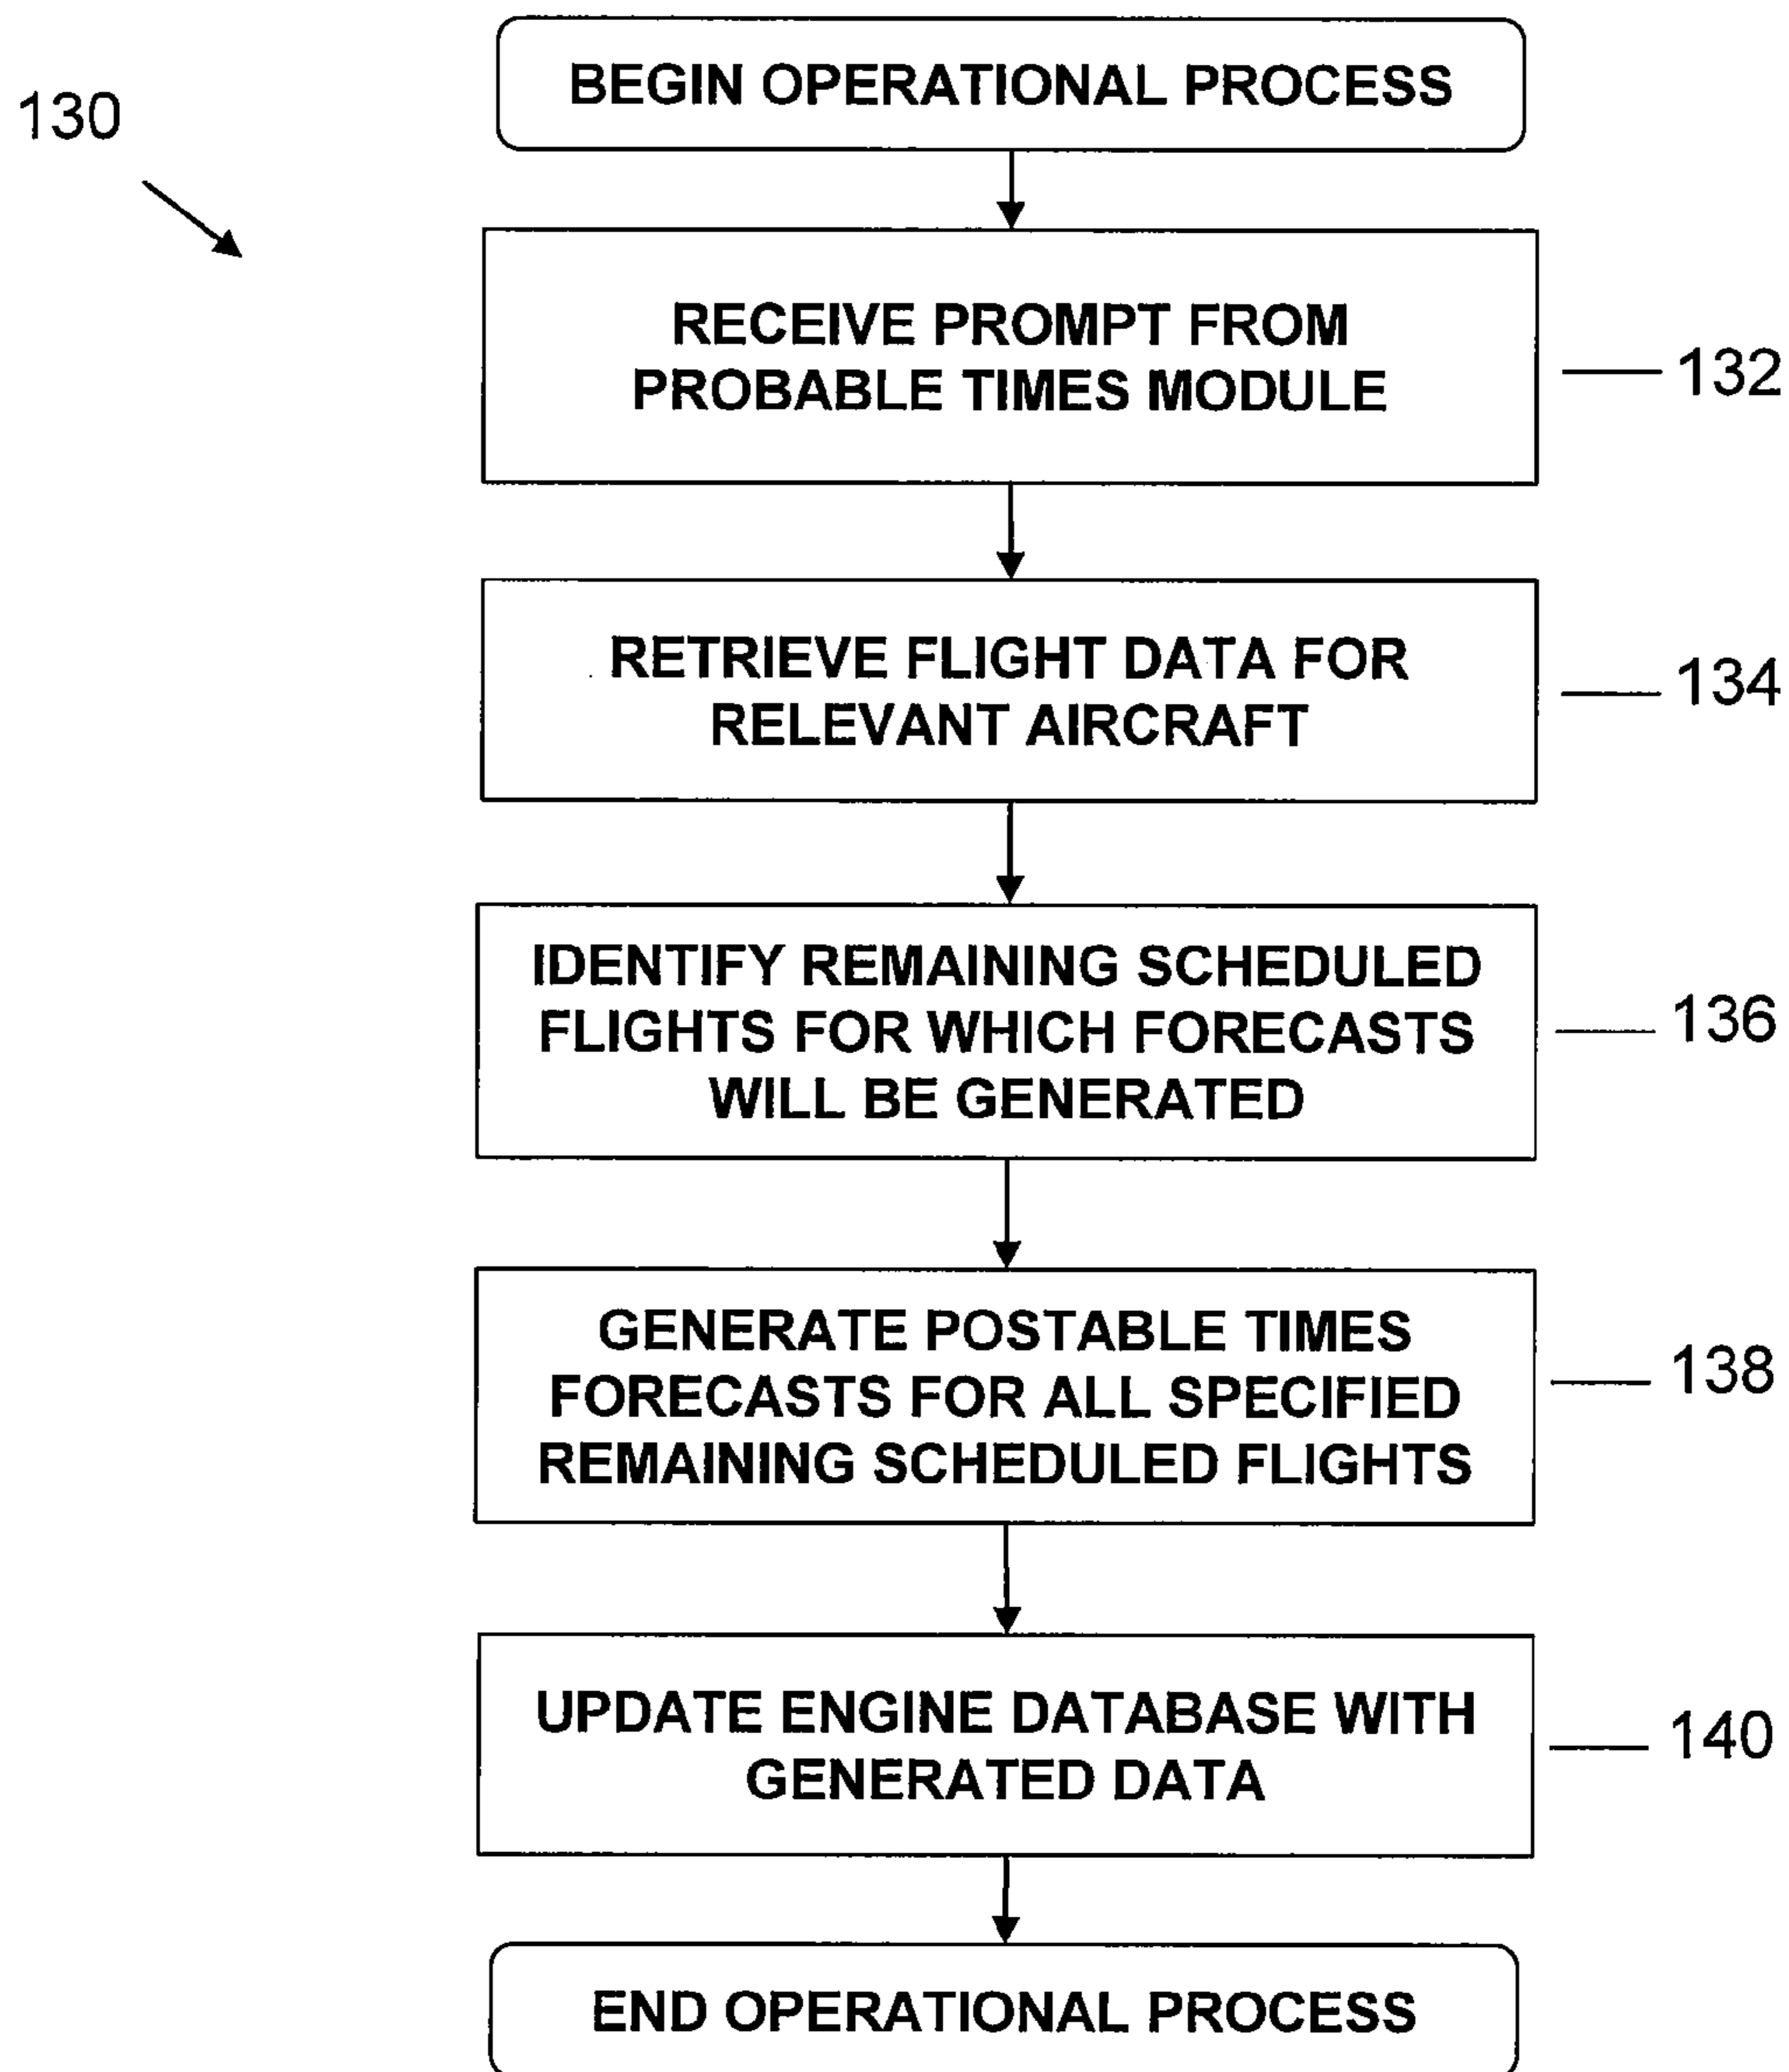 BEGIN OPERATIONAL PROCESS
130
RECEIVE PROMPT FROM
PROBABLE TIMES MODULE
132
RETRIEVE FLIGHT DATA FOR
RELEVANT AIRCRAFT
134
IDENTIFY REMAINING SCHEDULED
FLIGHTS FOR WHICH FORECASTS
WILL BE GENERATED
136
GENERATE POSTABLE TIMES
FORECASTS FOR ALL SPECIFIED
REMAINING SCHEDULED FLIGHTS
138
UPDATE ENGINE DATABASE WITH
GENERATED DATA
140
END OPERATIONAL PROCESS